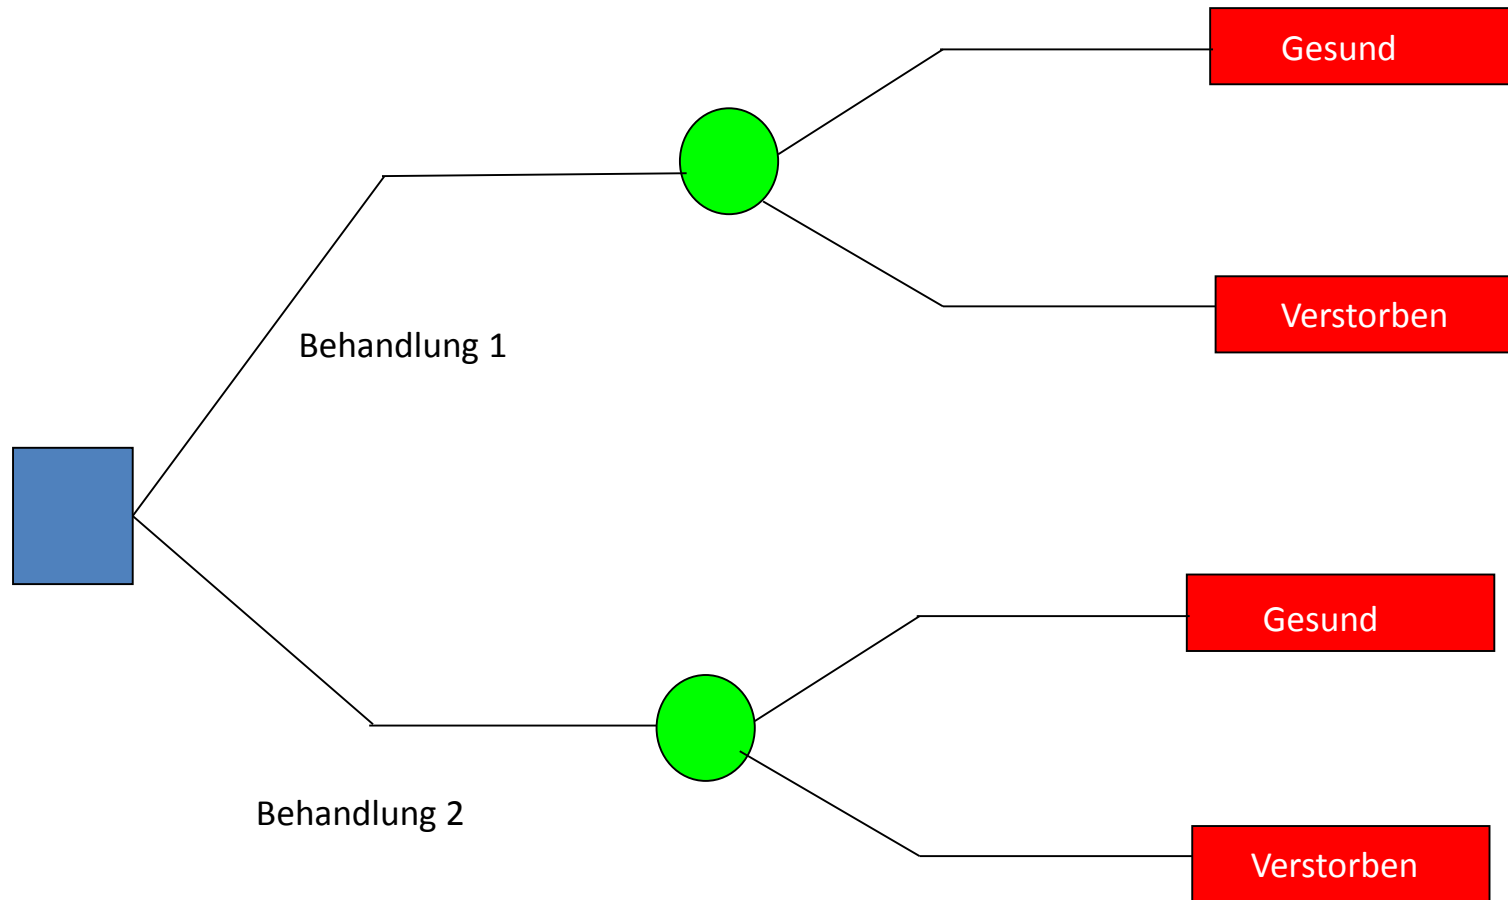 Gesund
Verstorben
Behandlung 1
Gesund
Behandlung 2
Verstorben